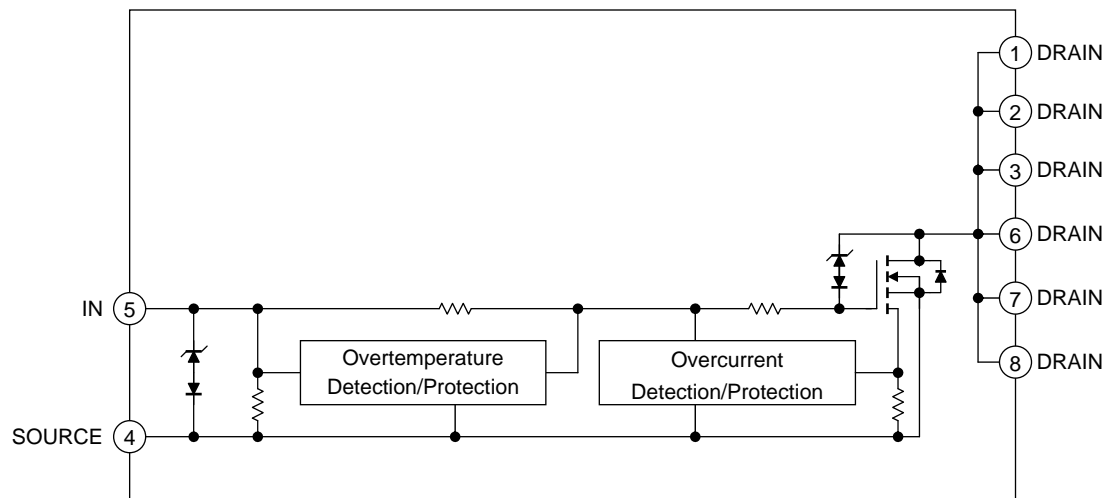 1 DRAIN
2 DRAIN
3 DRAIN
6 DRAIN
IN 5
7 DRAIN
Overtemperature
Detection/Protection
Overcurrent
Detection/Protection
8 DRAIN
SOURCE 4